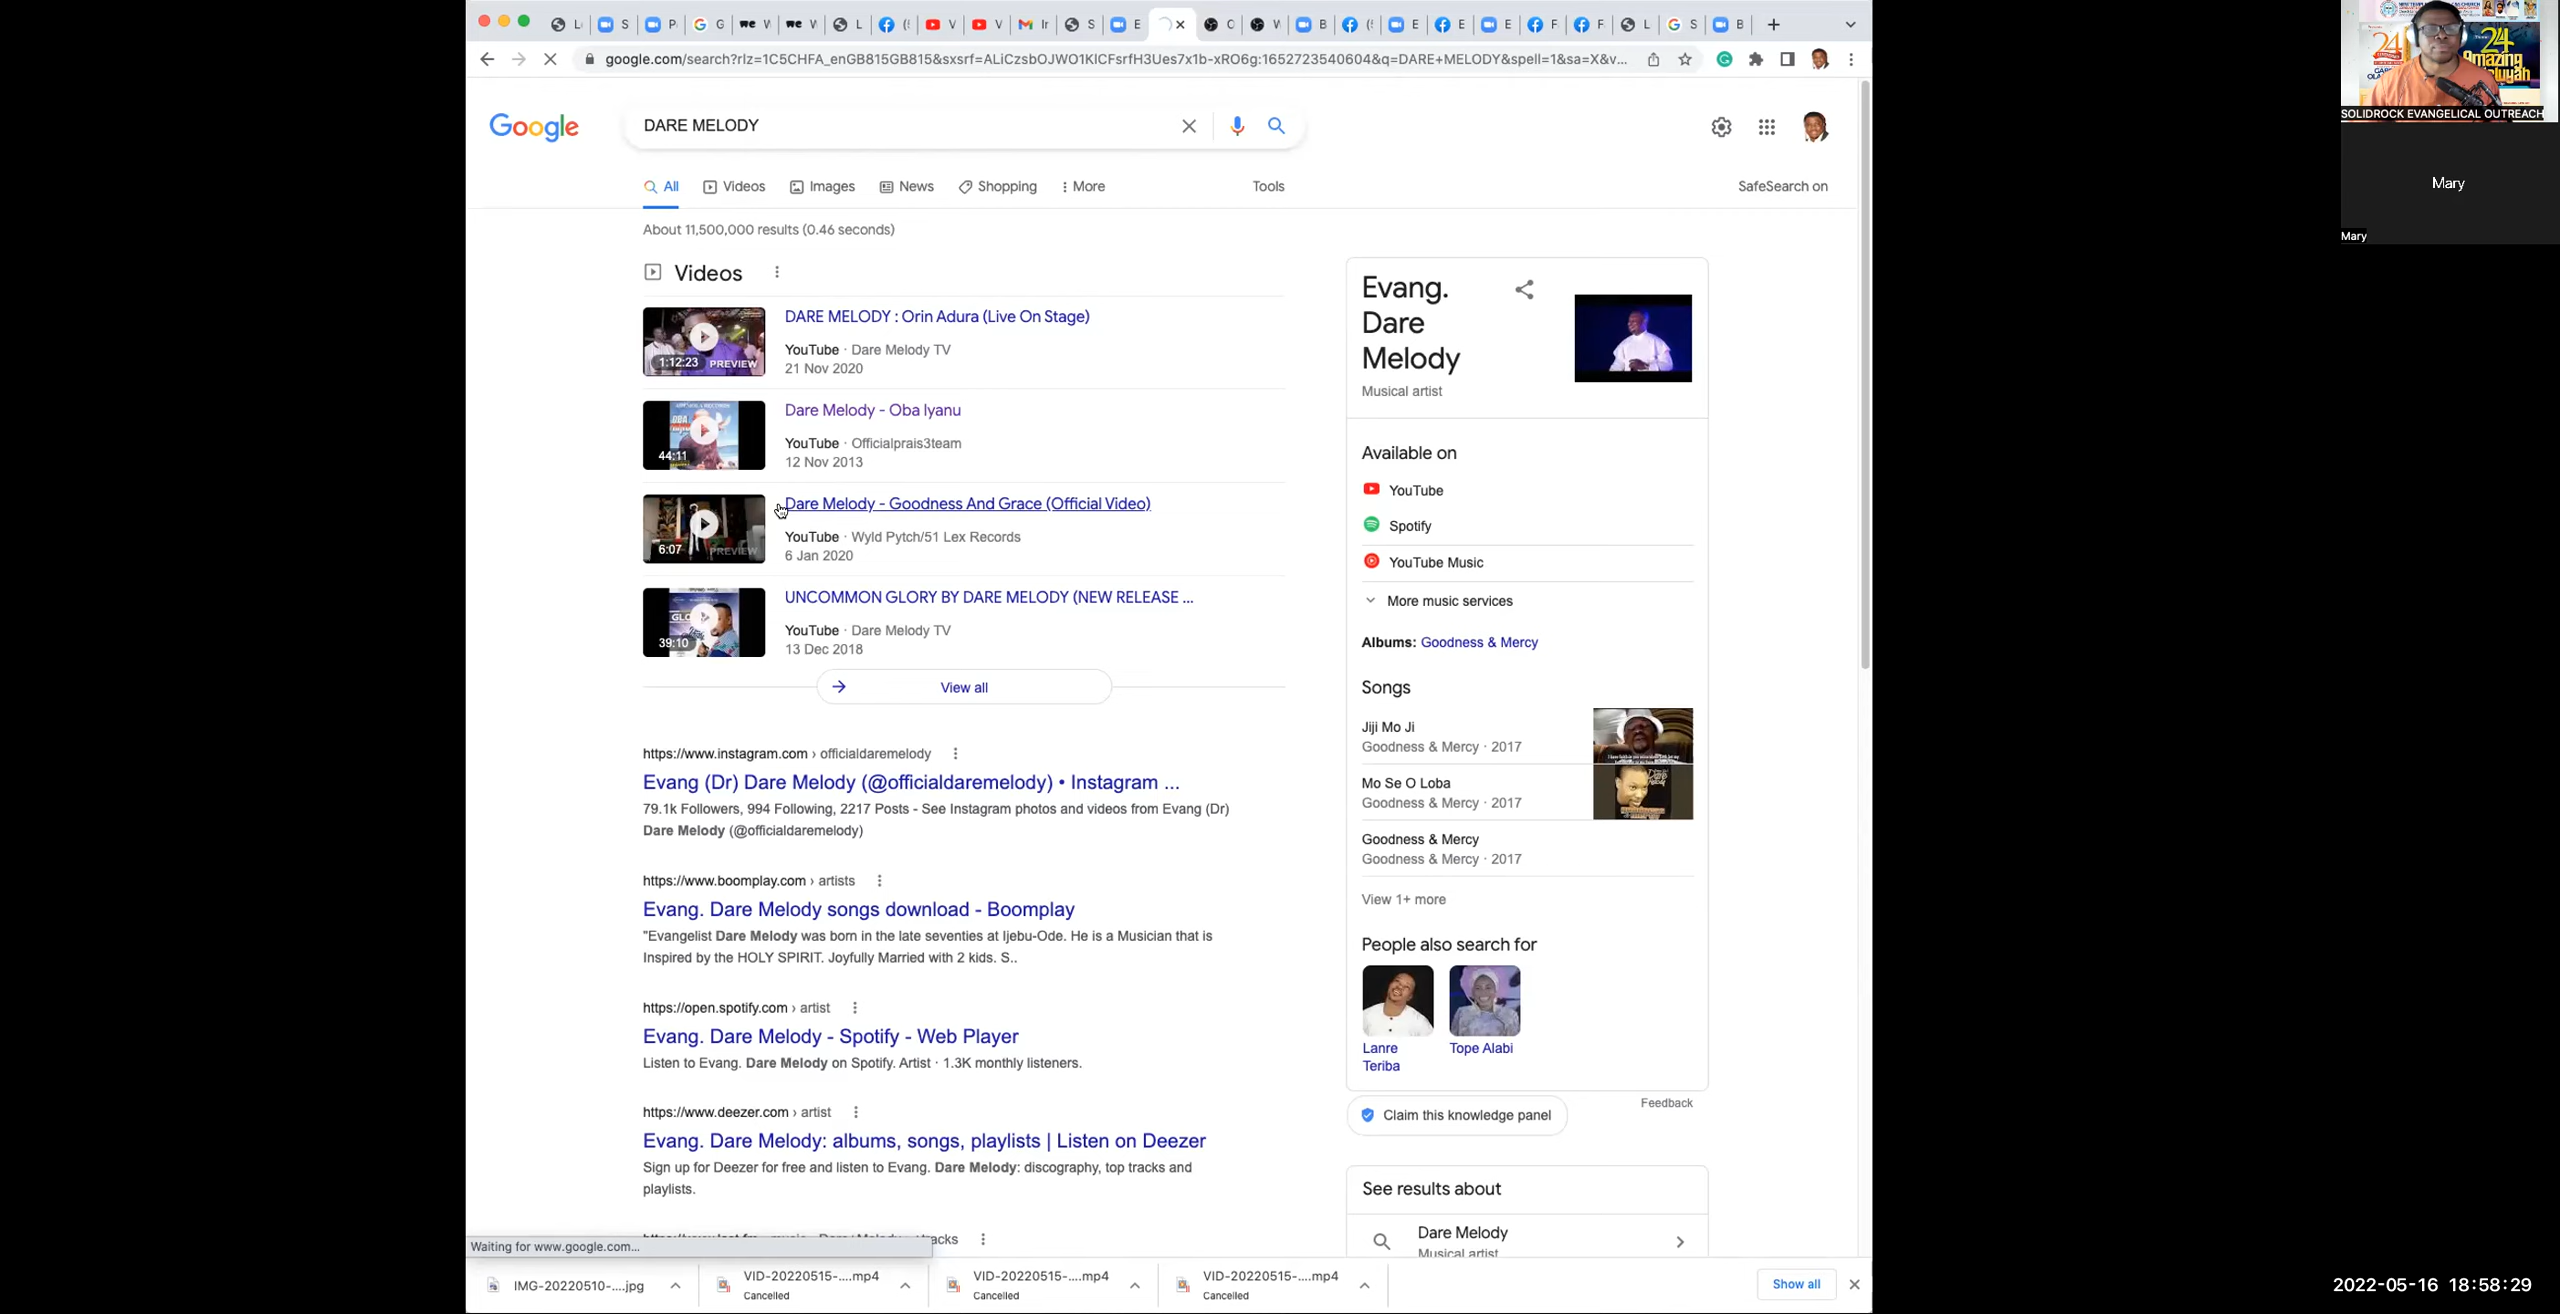 google.com/search?rlz=1C5CHFA_enGB815GB815&sxsrf=ALiCzsbOJWO1KlCFsrfH3Ues7x1b-xRO6g:1652723540604&q=DARE+MELODY&spell=1&sa=X&v...
Google
DARE MELODY
All
Videos
Images
News
Shopping
More
Tools
SafeSearch on
About 11,500,000 results (0.46 seconds)
Videos
DARE MELODY : Orin Adura (Live On Stage)
YouTube · Dare Melody TV
21 Nov 2020
1:12:23 PREVIEW
Dare Melody - Oba Iyanu
YouTube · Officialprais3team
12 Nov 2013
44:11
Dare Melody - Goodness And Grace (Official Video)
YouTube · Wyld Pytch/51 Lex Records
6 Jan 2020
6:07 PREVIEW
UNCOMMON GLORY BY DARE MELODY (NEW RELEASE ...
YouTube · Dare Melody TV
13 Dec 2018
39:10
View all
https://www.instagram.com › officialdaremelody
Evang (Dr) Dare Melody (@officialdaremelody) • Instagram ...
79.1k Followers, 994 Following, 2217 Posts - See Instagram photos and videos from Evang (Dr)
Dare Melody (@officialdaremelody)
https://www.boomplay.com › artists
Evang. Dare Melody songs download - Boomplay
"Evangelist Dare Melody was born in the late seventies at Ijebu-Ode. He is a Musician that is
Inspired by the HOLY SPIRIT. Joyfully Married with 2 kids. S..
https://open.spotify.com › artist
Evang. Dare Melody - Spotify - Web Player
Listen to Evang. Dare Melody on Spotify. Artist · 1.3K monthly listeners.
https://www.deezer.com › artist
Evang. Dare Melody: albums, songs, playlists | Listen on Deezer
Sign up for Deezer for free and listen to Evang. Dare Melody: discography, top tracks and
playlists.
Evang.
Dare
Melody
Musical artist
Available on
YouTube
Spotify
YouTube Music
More music services
Albums: Goodness & Mercy
Songs
Jiji Mo Ji
Goodness & Mercy · 2017
Mo Se O Loba
Goodness & Mercy · 2017
Goodness & Mercy
Goodness & Mercy · 2017
View 1+ more
People also search for
Lanre
Teriba
Tope Alabi
Feedback
Claim this knowledge panel
See results about
Dare Melody
Musical artist
Waiting for www.google.com...
IMG-20220510-....jpg
VID-20220515-....mp4
Cancelled
VID-20220515-....mp4
Cancelled
VID-20220515-....mp4
Cancelled
Show all
24
24
Amazing
SOLIDROCK EVANGELICAL OUTREACH
Mary
Mary
2022-05-16 18:58:29